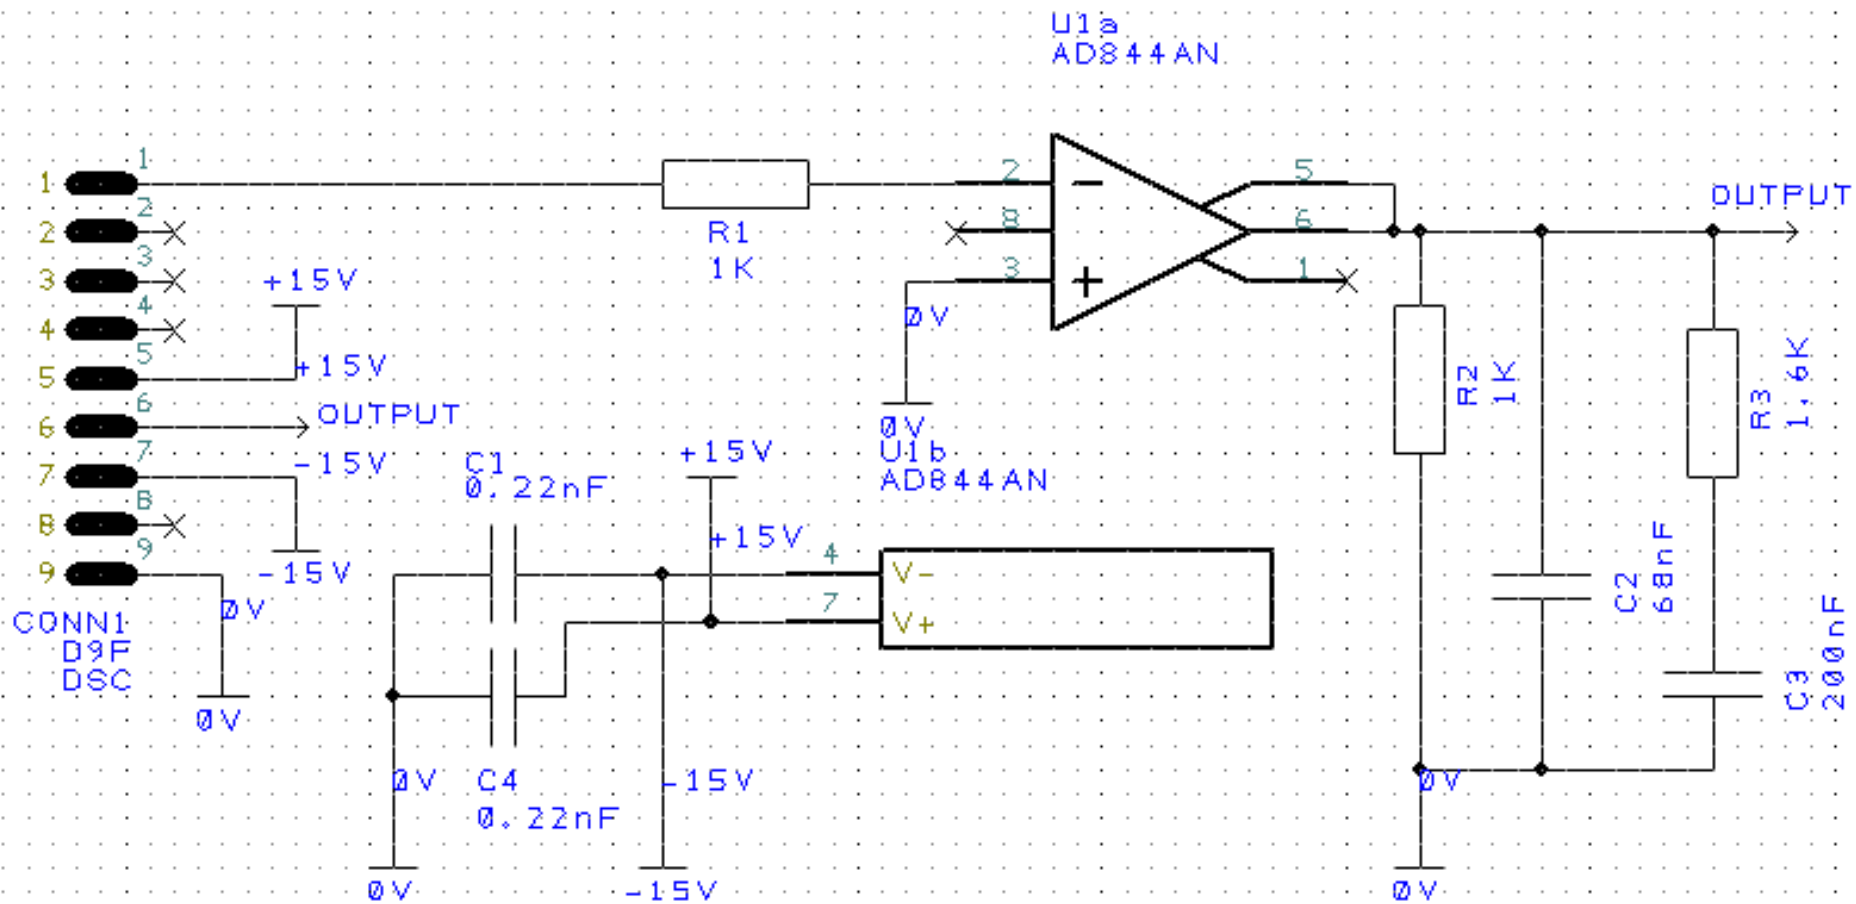 U1a
AD844AN
1
1
2
2
3
3
4
4
5
5
6
6
7
7
8
8
9
9
CONN1
D9F
DSC
+15V
+15V
OUTPUT
-15V
-15V
0V
0V
R1
1K
2
8
3
5
6
1
0V
0V
U1b
AD844AN
OUTPUT
R2
1K
R3
1,6K
C1
0.22nF
+15V
+15V
4
7
V-
V+
C2
68nF
C3
200nF
0V
C4
0.22nF
-15V
0V
0V
-15V
0V